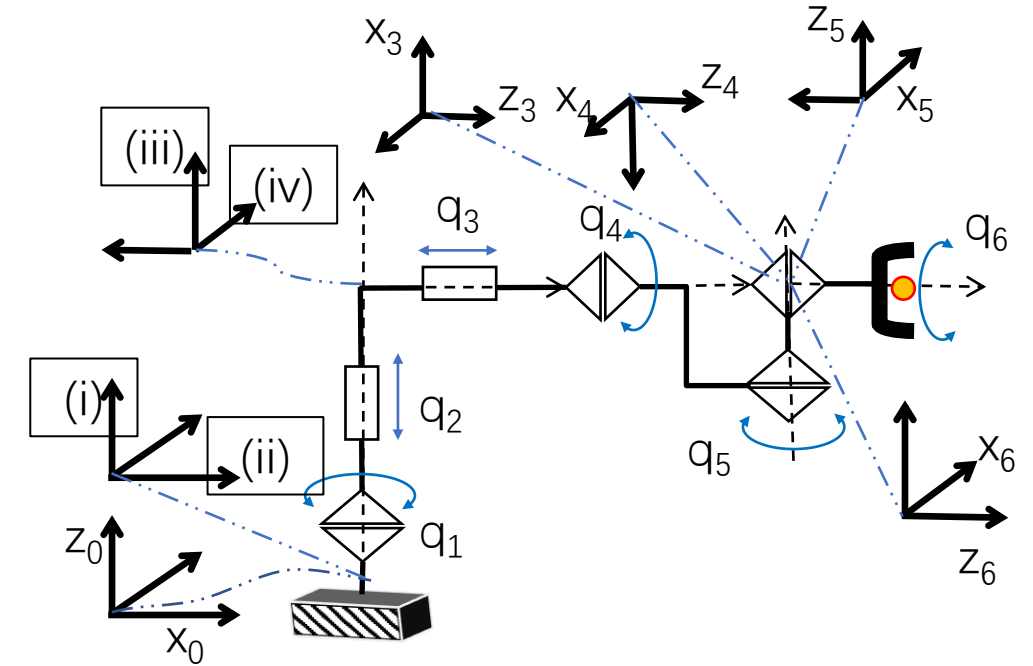 x₃
z₃
x₄
z₄
z₅
x₅
(iii)
(iv)
q₃
q₄
q₆
(i)
(ii)
q₂
q₅
x₆
z₆
q₁
z₀
x₀